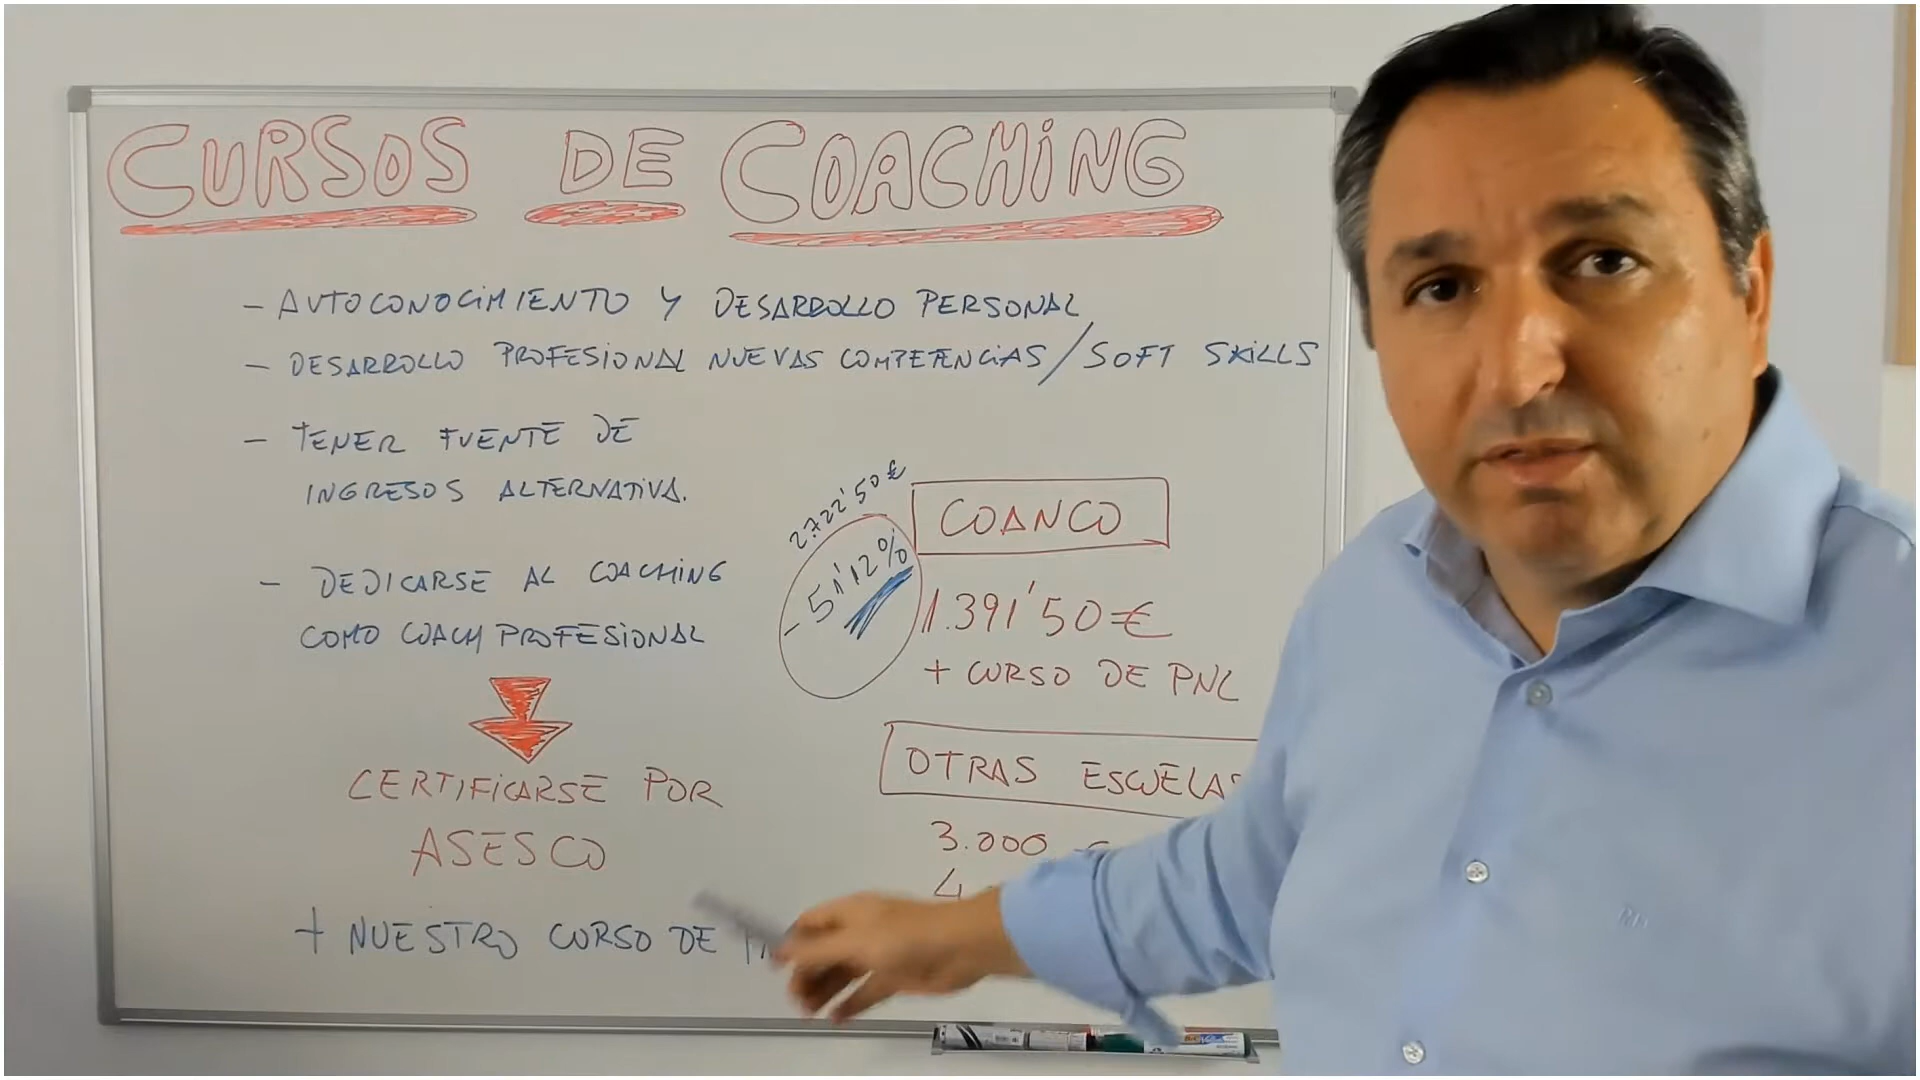 CURSOS DE COACHING
- AUTOCONOCIMIENTO Y DESARROLLO PERSONAL
- DESARROLLO PROFESIONAL NUEVAS COMPETENCIAS / SOFT SKILLS
- TENER FUENTE DE
INGRESOS ALTERNATIVA.
- DEDICARSE AL COACHING
COMO COACH PROFESIONAL
CERTIFICARSE POR
ASESCO
+ NUESTRO CURSO DE
2.722'50€
- 51'12%
COANCO
1.391'50€
+ CURSO DE PNL
OTRAS ESCUELAS
3.000
4